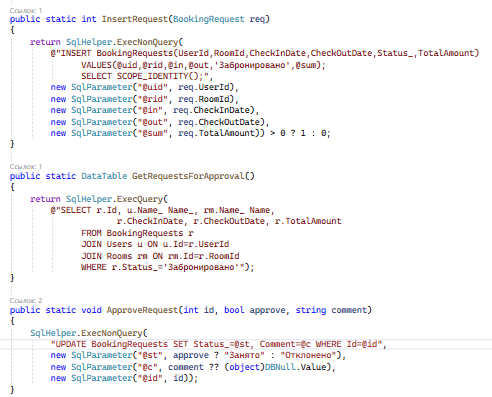 Ссылок: 1
public static int InsertRequest(BookingRequest req)
{
return SqlHelper.ExecNonQuery(
@"INSERT BookingRequests(UserId,RoomId,CheckInDate,CheckOutDate,Status_,TotalAmount)
VALUES(@uid,@rid,@in,@out,'Забронировано',@sum);
SELECT SCOPE_IDENTITY();",
new SqlParameter("@uid", req.UserId),
new SqlParameter("@rid", req.RoomId),
new SqlParameter("@in", req.CheckInDate),
new SqlParameter("@out", req.CheckOutDate),
new SqlParameter("@sum", req.TotalAmount)) > 0 ? 1 : 0;
}
Ссылок: 1
public static DataTable GetRequestsForApproval()
{
return SqlHelper.ExecQuery(
@"SELECT r.Id, u.Name_ Name_, rm.Name_ Name,
r.CheckInDate, r.CheckOutDate, r.TotalAmount
FROM BookingRequests r
JOIN Users u ON u.Id=r.UserId
JOIN Rooms rm ON rm.Id=r.RoomId
WHERE r.Status_='Забронировано'");
}
Ссылок: 2
public static void ApproveRequest(int id, bool approve, string comment)
{
SqlHelper.ExecNonQuery(
"UPDATE BookingRequests SET Status_=@st, Comment=@c WHERE Id=@id",
new SqlParameter("@st", approve ? "Занято" : "Отклонено"),
new SqlParameter("@c", comment ?? (object)DBNull.Value),
new SqlParameter("@id", id));
}